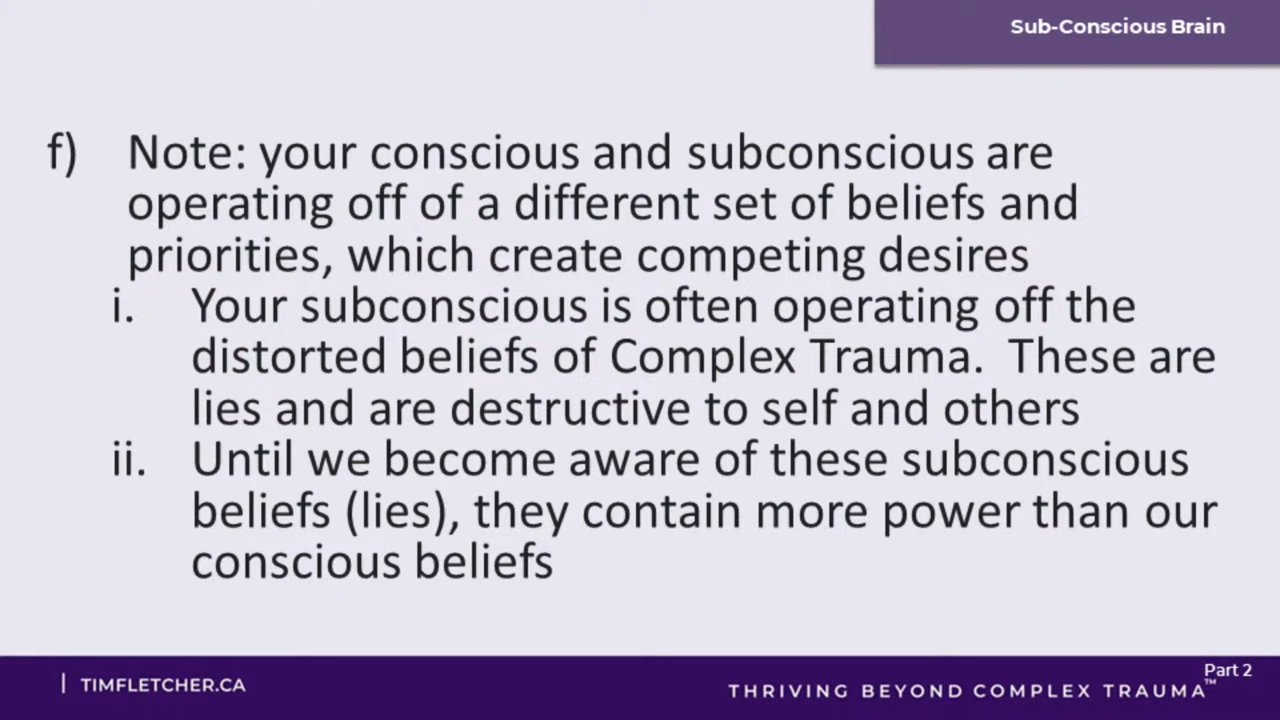 Sub-Conscious Brain
f) Note: your conscious and subconscious are
operating off of a different set of beliefs and
priorities, which create competing desires
i. Your subconscious is often operating off the
distorted beliefs of Complex Trauma. These are
lies and are destructive to self and others
ii. Until we become aware of these subconscious
beliefs (lies), they contain more power than our
conscious beliefs
Part 2
| TIMFLETCHER.CA
THRIVING BEYOND COMPLEX TRAUMA™